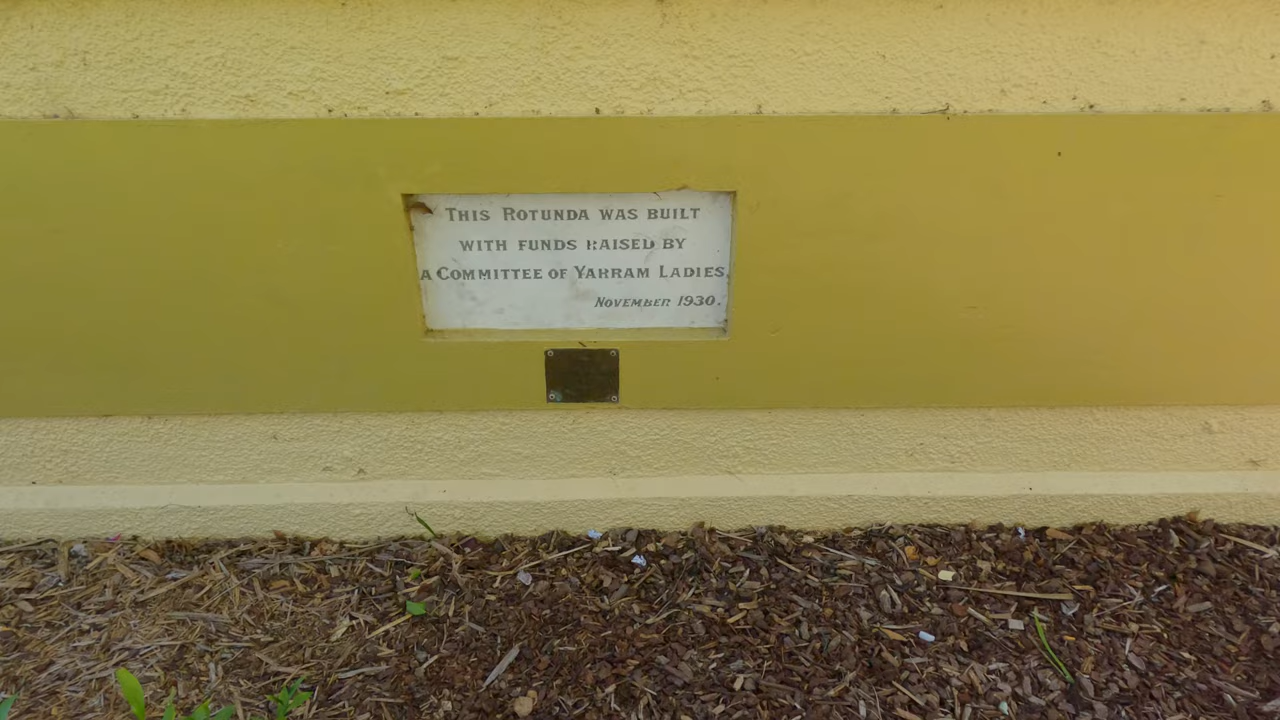 This Rotunda was built
with funds raised by
a Committee of Yarram Ladies,
November 1930.